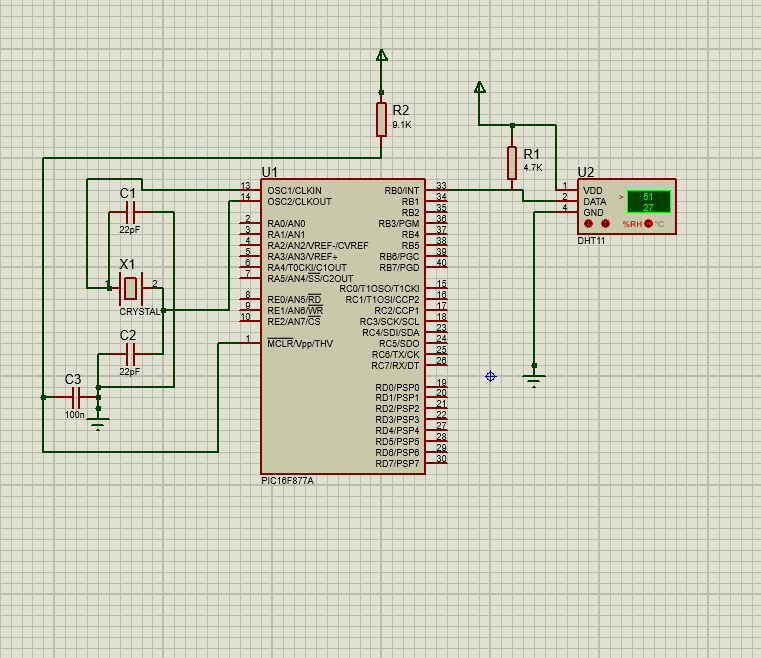 R2
9.1K
R1
4.7K
C1
22pF
X1
1
2
CRYSTAL
C2
22pF
C3
100n
U1
13 OSC1/CLKIN
14 OSC2/CLKOUT
2 RA0/AN0
3 RA1/AN1
4 RA2/AN2/VREF-/CVREF
5 RA3/AN3/VREF+
6 RA4/T0CKI/C1OUT
7 RA5/AN4/SS/C2OUT
8 RE0/AN5/RD
9 RE1/AN6/WR
10 RE2/AN7/CS
1 MCLR/Vpp/THV
RB0/INT 33
RB1 34
RB2 35
RB3/PGM 36
RB4 37
RB5 38
RB6/PGC 39
RB7/PGD 40
RC0/T1OSO/T1CKI 15
RC1/T1OSI/CCP2 16
RC2/CCP1 17
RC3/SCK/SCL 18
RC4/SDI/SDA 23
RC5/SDO 24
RC6/TX/CK 25
RC7/RX/DT 26
RD0/PSP0 19
RD1/PSP1 20
RD2/PSP2 21
RD3/PSP3 22
RD4/PSP4 27
RD5/PSP5 28
RD6/PSP6 29
RD7/PSP7 30
PIC16F877A
U2
1 VDD
2 DATA
4 GND
>
51
27
%RH
°C
DHT11